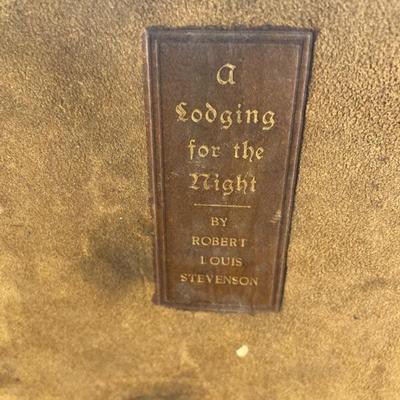 A
Lodging
for the
Night
BY
ROBERT
LOUIS
STEVENSON